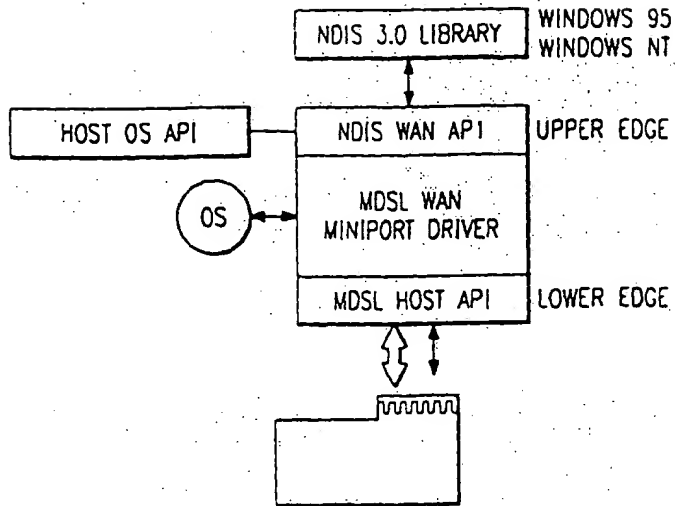 NDIS 3.0 LIBRARY
WINDOWS 95
WINDOWS NT
HOST OS API
NDIS WAN API
UPPER EDGE
OS
MDSL WAN
MINIPORT DRIVER
MDSL HOST API
LOWER EDGE